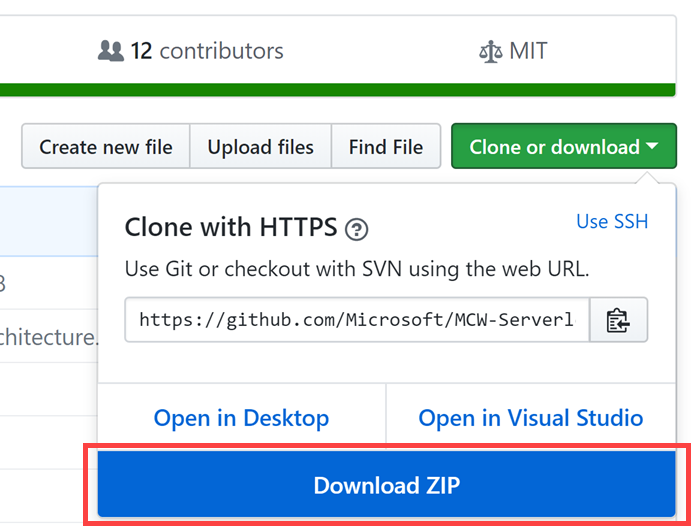 12 contributors
MIT
Create new file
Upload files
Find File
Clone or download
Clone with HTTPS
Use SSH
Use Git or checkout with SVN using the web URL.
https://github.com/Microsoft/MCW-Serverl
chitecture.
Open in Desktop
Open in Visual Studio
Download ZIP